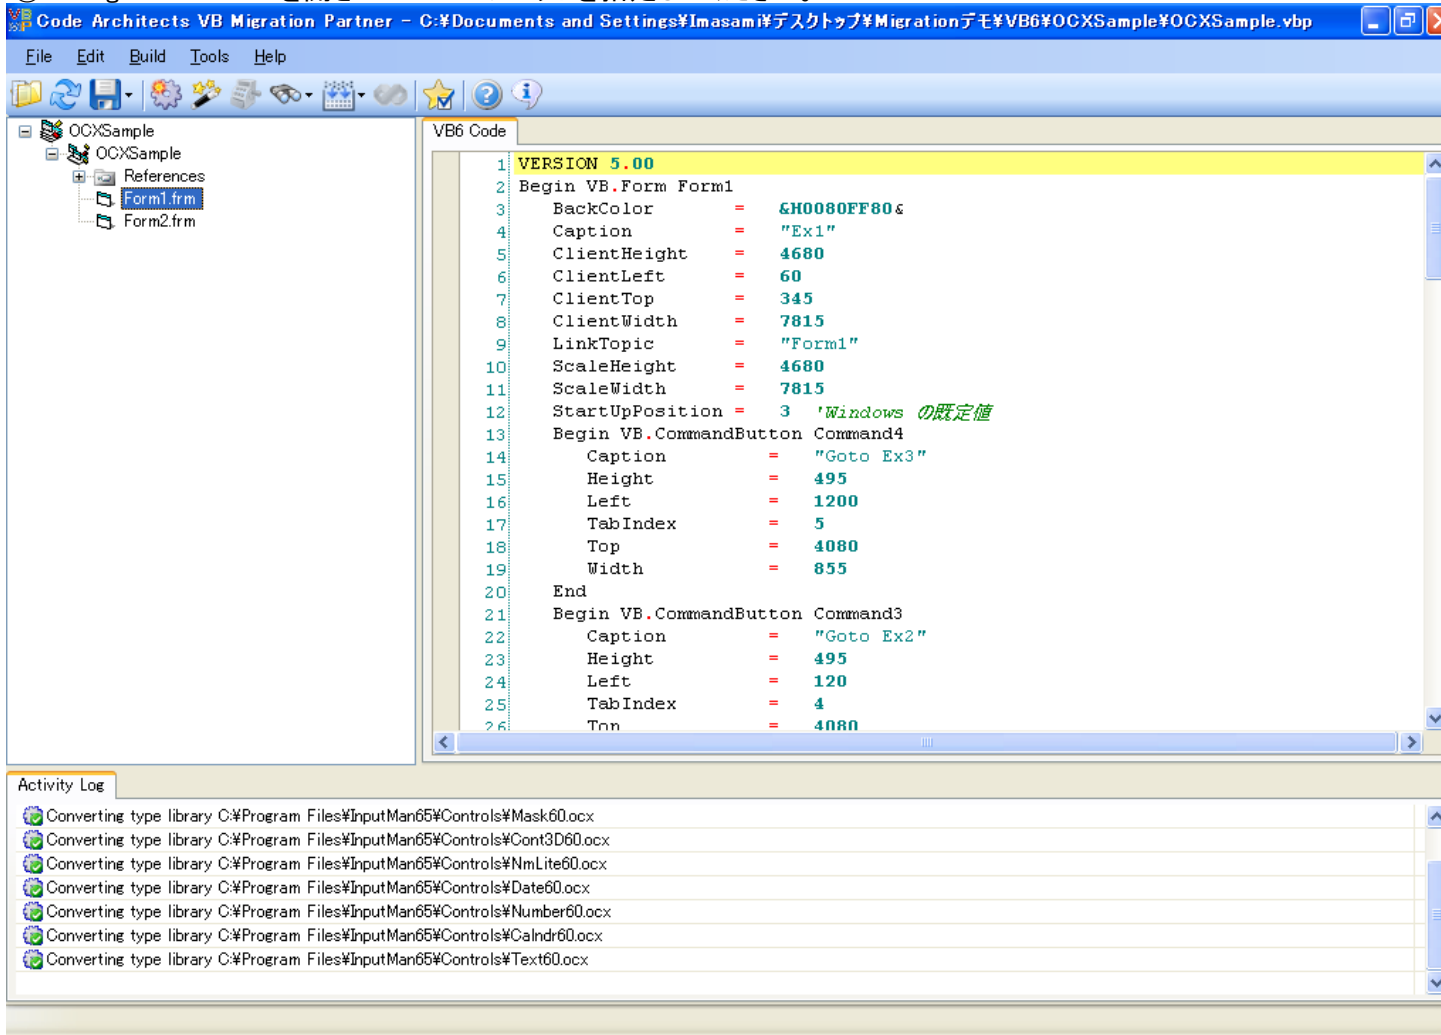 Code Architects VB Migration Partner - C:¥Documents and Settings¥Imasami¥デスクトップ¥Migrationデモ¥VB6¥OCXSample¥OCXSample.vbp
File Edit Build Tools Help
OCXSample
OCXSample
References
Form1.frm
Form2.frm
VB6 Code
1 VERSION 5.00
2 Begin VB.Form Form1
3 BackColor = &H0080FF80&
4 Caption = "Ex1"
5 ClientHeight = 4680
6 ClientLeft = 60
7 ClientTop = 345
8 ClientWidth = 7815
9 LinkTopic = "Form1"
10 ScaleHeight = 4680
11 ScaleWidth = 7815
12 StartUpPosition = 3 'Windows の既定値
13 Begin VB.CommandButton Command4
14 Caption = "Goto Ex3"
15 Height = 495
16 Left = 1200
17 TabIndex = 5
18 Top = 4080
19 Width = 855
20 End
21 Begin VB.CommandButton Command3
22 Caption = "Goto Ex2"
23 Height = 495
24 Left = 120
25 TabIndex = 4
26 Top = 4080
Activity Log
Converting type library C:¥Program Files¥InputMan65¥Controls¥Mask60.ocx
Converting type library C:¥Program Files¥InputMan65¥Controls¥Cont3D60.ocx
Converting type library C:¥Program Files¥InputMan65¥Controls¥NmLite60.ocx
Converting type library C:¥Program Files¥InputMan65¥Controls¥Date60.ocx
Converting type library C:¥Program Files¥InputMan65¥Controls¥Number60.ocx
Converting type library C:¥Program Files¥InputMan65¥Controls¥Calndr60.ocx
Converting type library C:¥Program Files¥InputMan65¥Controls¥Text60.ocx